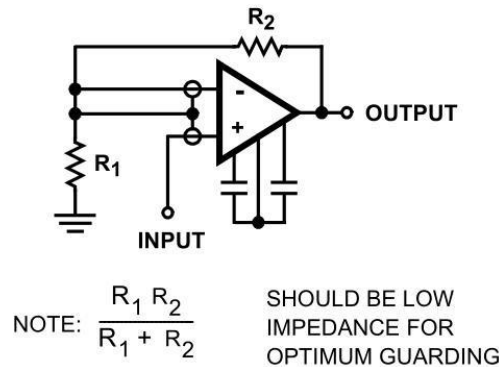 R2
-
+
OUTPUT
R1
INPUT
NOTE: R1 R2
R1 + R2
SHOULD BE LOW
IMPEDANCE FOR
OPTIMUM GUARDING